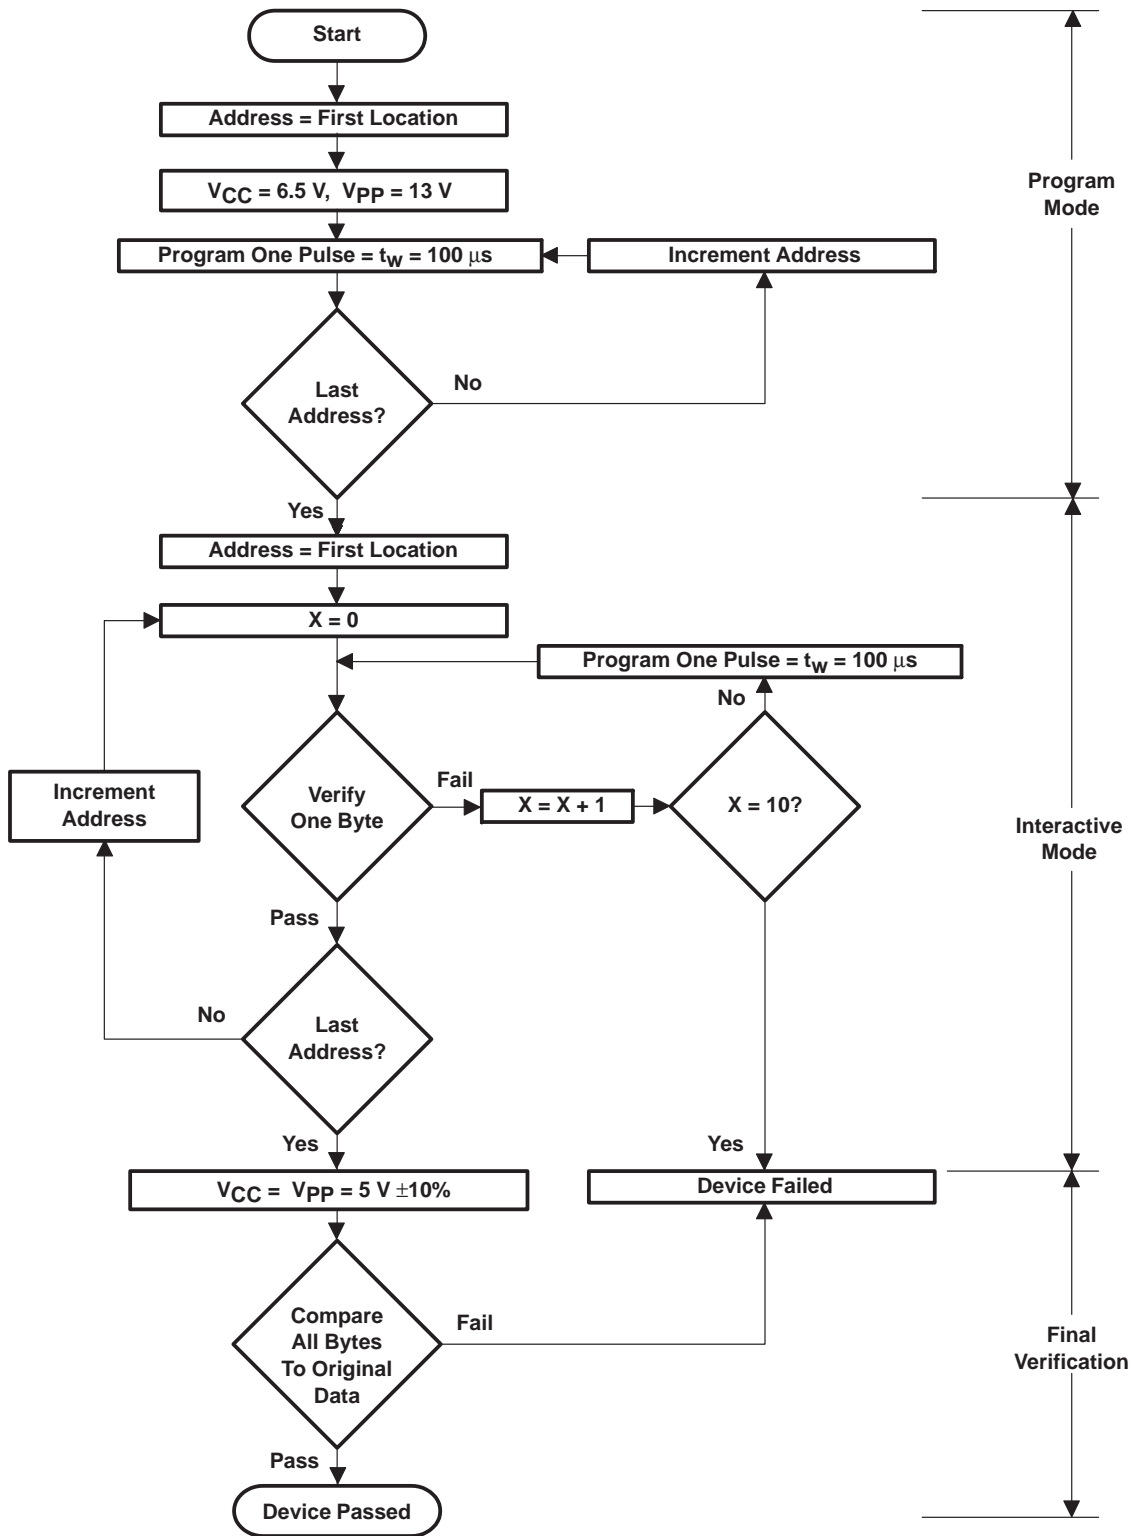 Start
Address = First Location
VCC = 6.5 V, VPP = 13 V
Program
Mode
Program One Pulse = tw = 100 μs
Increment Address
Last
Address?
No
Yes
Address = First Location
X = 0
Program One Pulse = tw = 100 μs
No
Increment
Address
Verify
One Byte
Fail
X = X + 1
X = 10?
Interactive
Mode
Pass
No
Last
Address?
Yes
Yes
VCC = VPP = 5 V ±10%
Device Failed
Compare
All Bytes
To Original
Data
Fail
Final
Verification
Pass
Device Passed